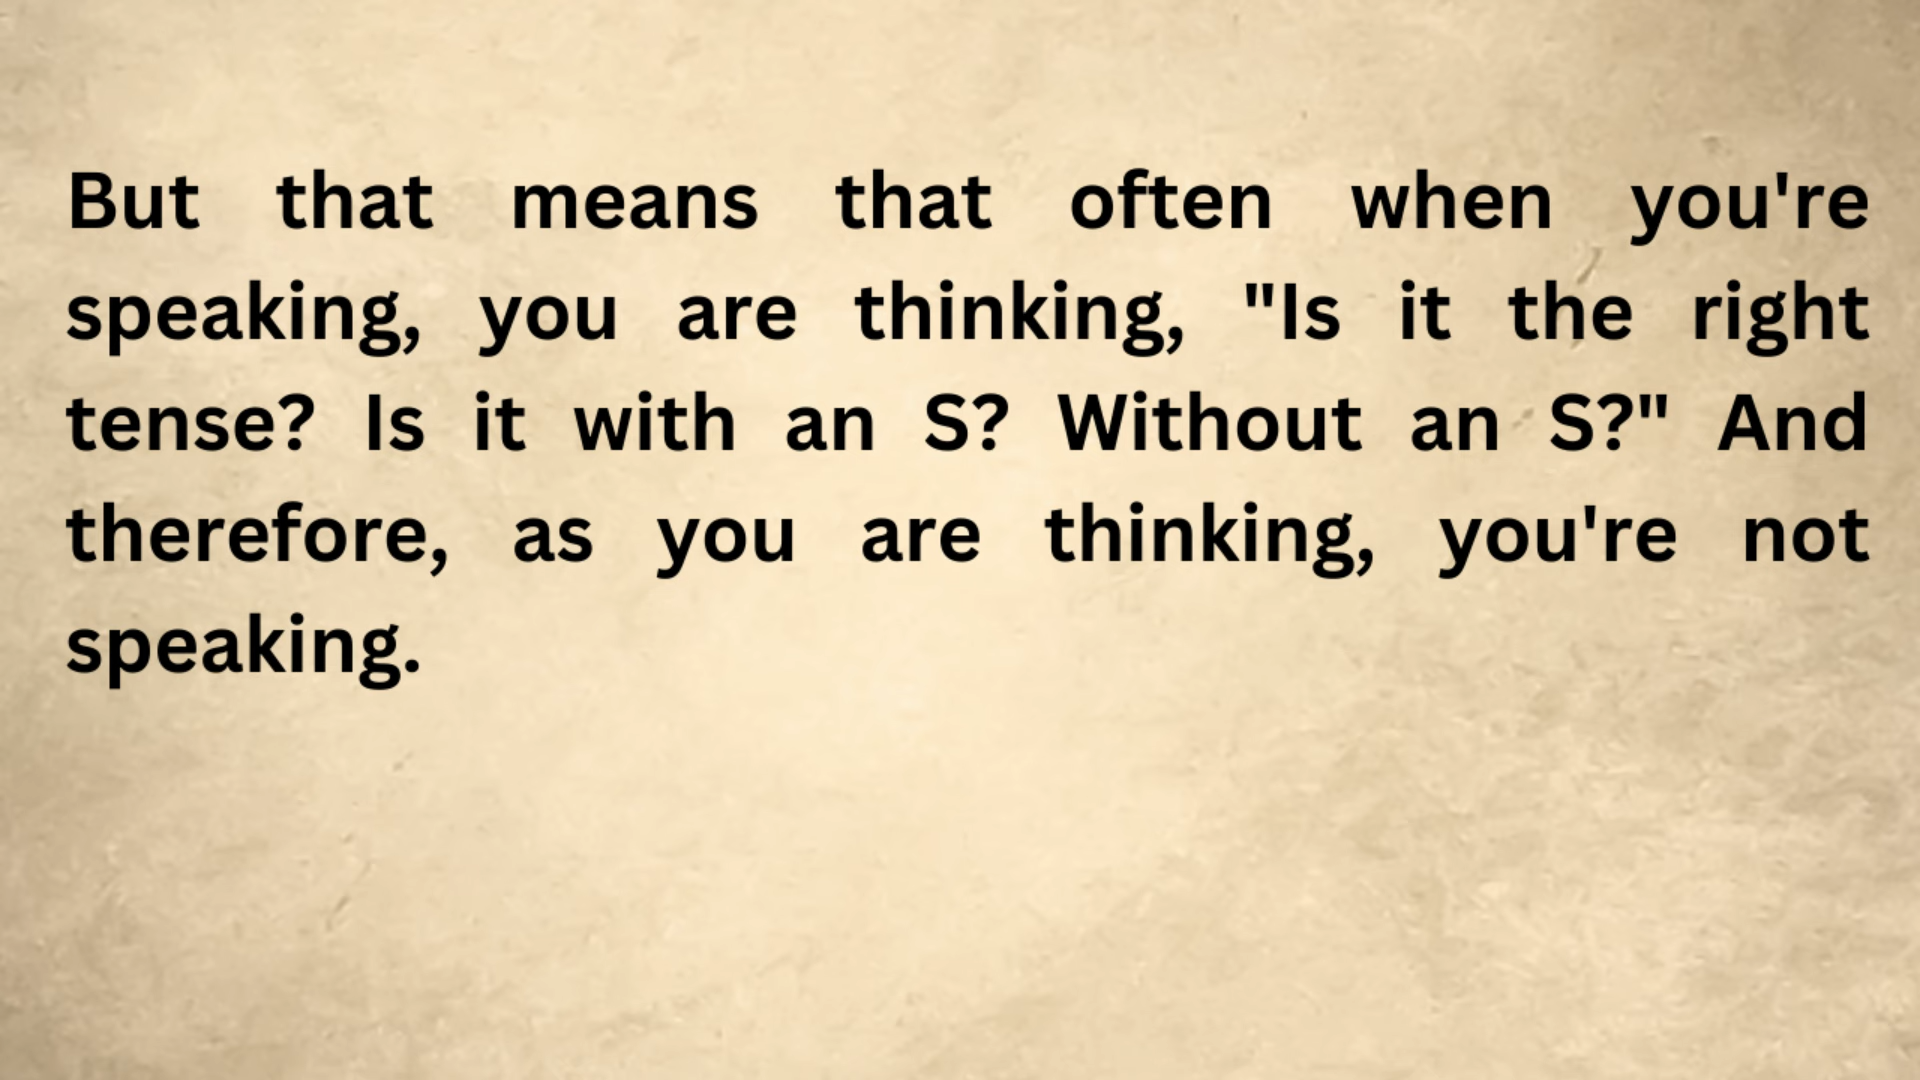 But that means that often when you're
speaking, you are thinking, "Is it the right
tense? Is it with an S? Without an S?" And
therefore, as you are thinking, you're not
speaking.